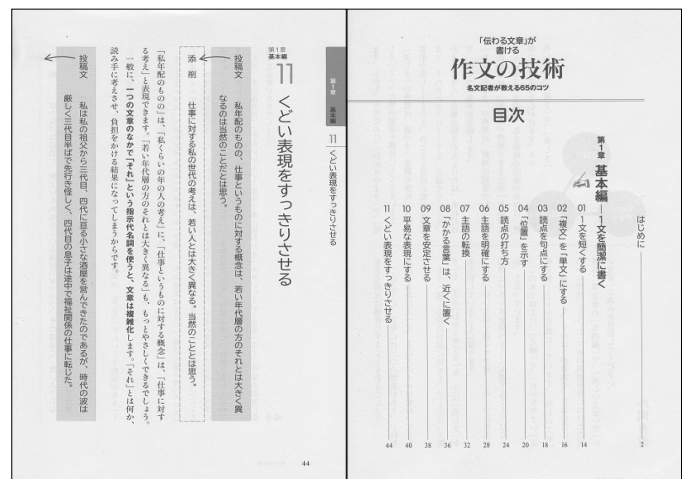 「伝わる文章」が
書ける
作文の技術
名文記者が教える65のコツ
目次
はじめに 2
第1章 基本編―1文を簡潔に書く
01 1文を短くする 14
02 「複文」を「単文」にする 16
03 読点を句点にする 18
04 「位置」を示す 20
05 読点の打ち方 24
06 主語を明確にする 28
07 主語の転換 32
08 「かかる言葉」は、近くに置く 36
09 文章を安定させる 38
10 平易な表現にする 40
11 くどい表現をすっきりさせる 44
第1章 基本編
11 くどい表現をすっきりさせる
第1章
基本編
11 くどい表現をすっきりさせる
投稿文
私年配のものの、仕事というものに対する概念は、若い年代層の方のそれとは大きく異
なるのは当然のことだとは思う。
添削
仕事に対する私の世代の考えは、若い人とは大きく異なる。当然のこととは思う。
「私年配のものの」は、「私くらいの年の人の考え」に、「仕事というものに対する概念」は、「仕事に対す
る考え」と表現できます。「若い年代層の方のそれとは大きく異なる」も、もっとやさしくできるでしょう。
一般に、一つの文章のなかで「それ」という指示代名詞を使うと、文章は複雑化します。「それ」とは何か、
読み手に考えさせ、負担をかける結果になってしまうからです。
投稿文
私は私の祖父から三代目、四代に亘る小さな酒屋を営んできたのであるが、時代の波は
厳しく三代目半ばで先行き怪しく、四代目の息子は途中で福祉関係の仕事に転じた。
44